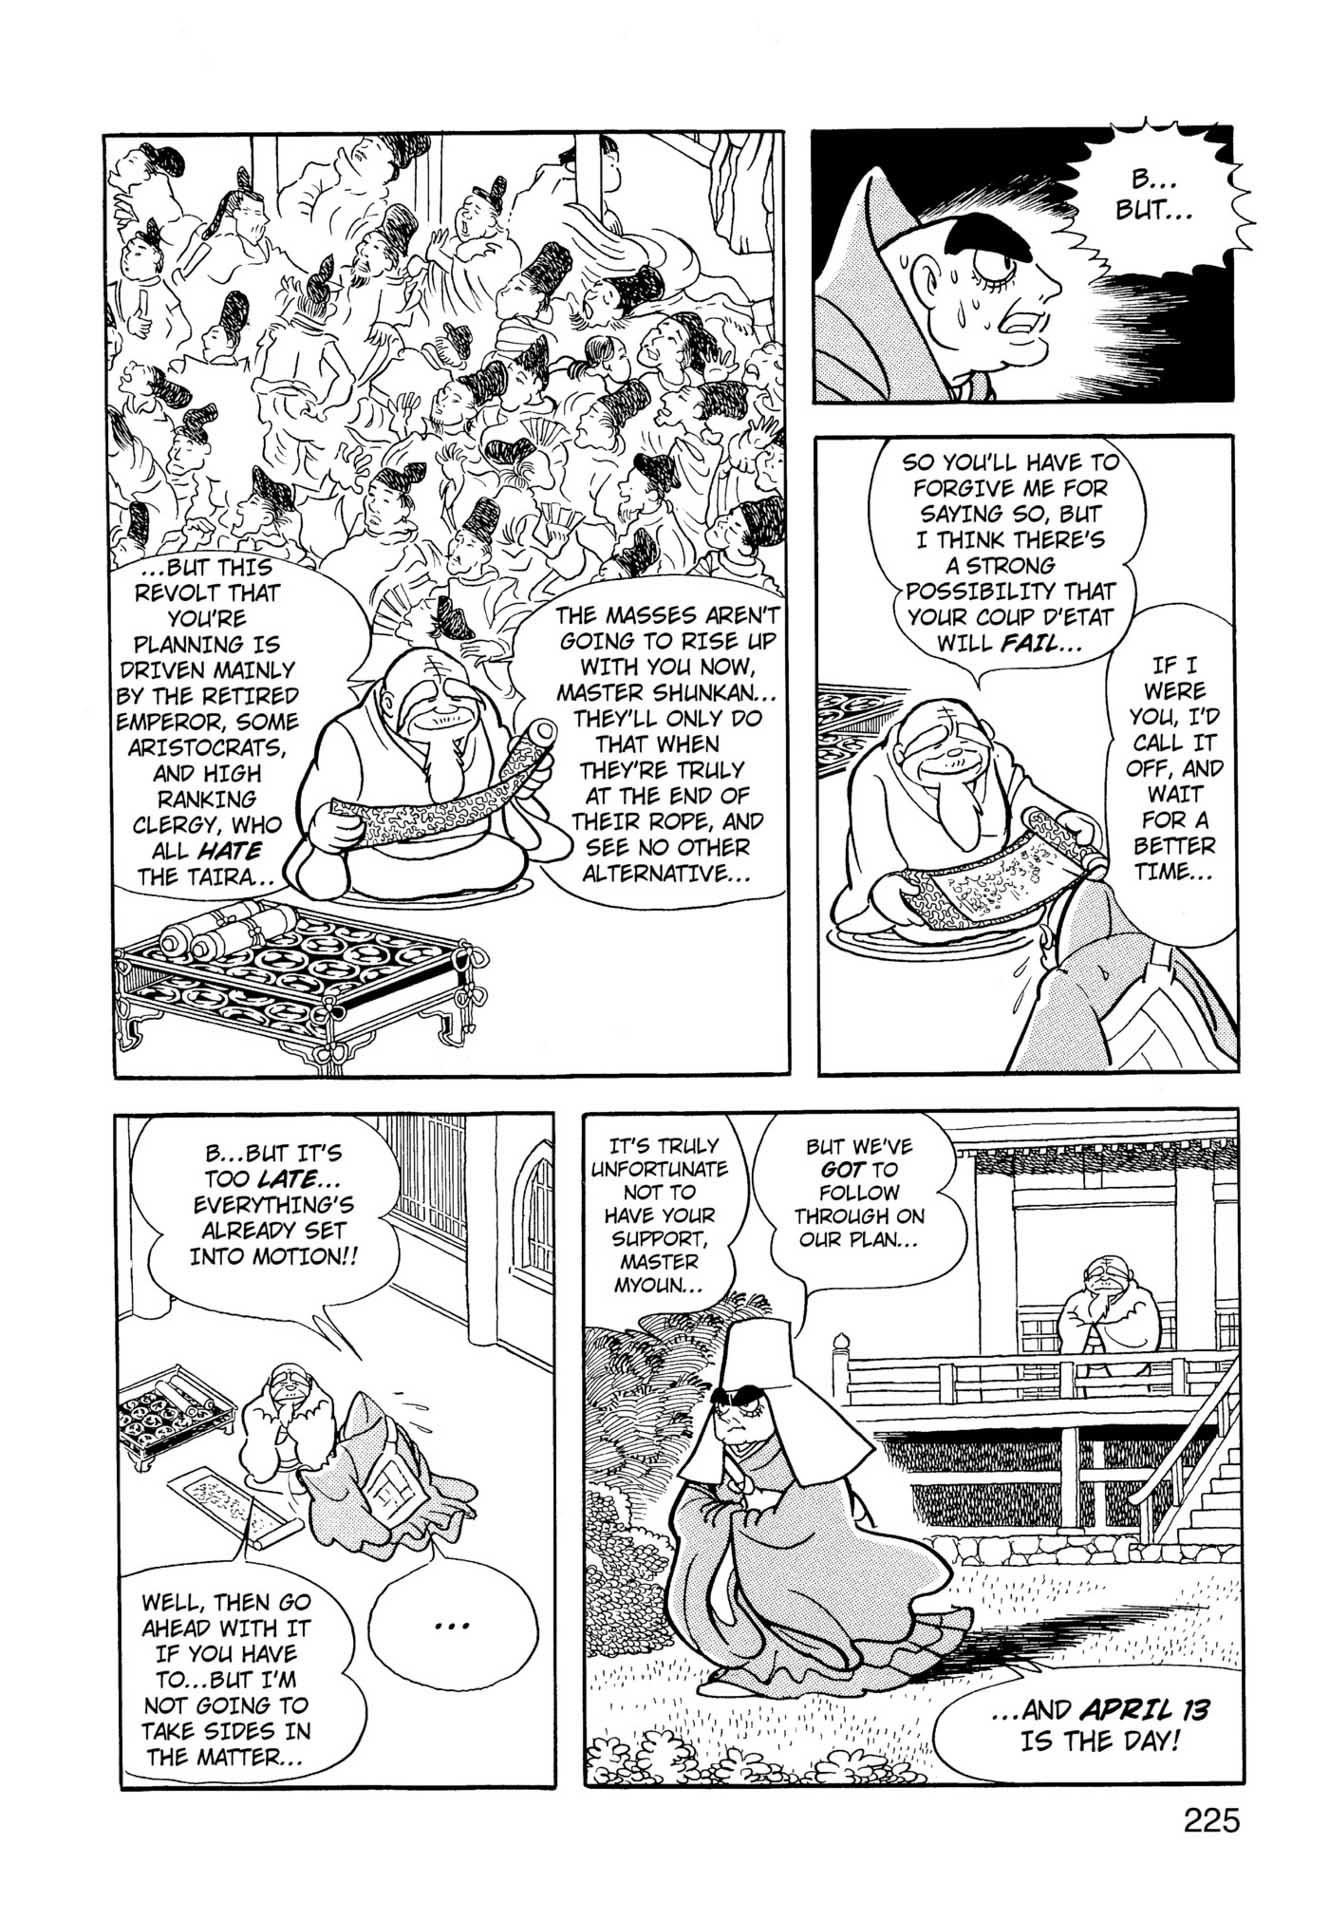 ...BUT THIS
REVOLT THAT
YOU'RE
PLANNING IS
DRIVEN MAINLY
BY THE RETIRED
EMPEROR, SOME
ARISTOCRATS,
AND HIGH
RANKING
CLERGY, WHO
ALL HATE
THE TAIRA...
THE MASSES AREN'T
GOING TO RISE UP
WITH YOU NOW,
MASTER SHUNKAN...
THEY'LL ONLY DO
THAT WHEN
THEY'RE TRULY
AT THE END OF
THEIR ROPE, AND
SEE NO OTHER
ALTERNATIVE...
B...
BUT...
SO YOU'LL HAVE TO
FORGIVE ME FOR
SAYING SO, BUT
I THINK THERE'S
A STRONG
POSSIBILITY THAT
YOUR COUP D'ETAT
WILL FAIL...
IF I
WERE
YOU, I'D
CALL IT
OFF, AND
WAIT
FOR A
BETTER
TIME...
B...BUT IT'S
TOO LATE...
EVERYTHING'S
ALREADY SET
INTO MOTION!!
WELL, THEN GO
AHEAD WITH IT
IF YOU HAVE
TO...BUT I'M
NOT GOING TO
TAKE SIDES IN
THE MATTER...
...
IT'S TRULY
UNFORTUNATE
NOT TO
HAVE YOUR
SUPPORT,
MASTER
MYOUN...
BUT WE'VE
GOT TO
FOLLOW
THROUGH ON
OUR PLAN...
...AND APRIL 13
IS THE DAY!
225